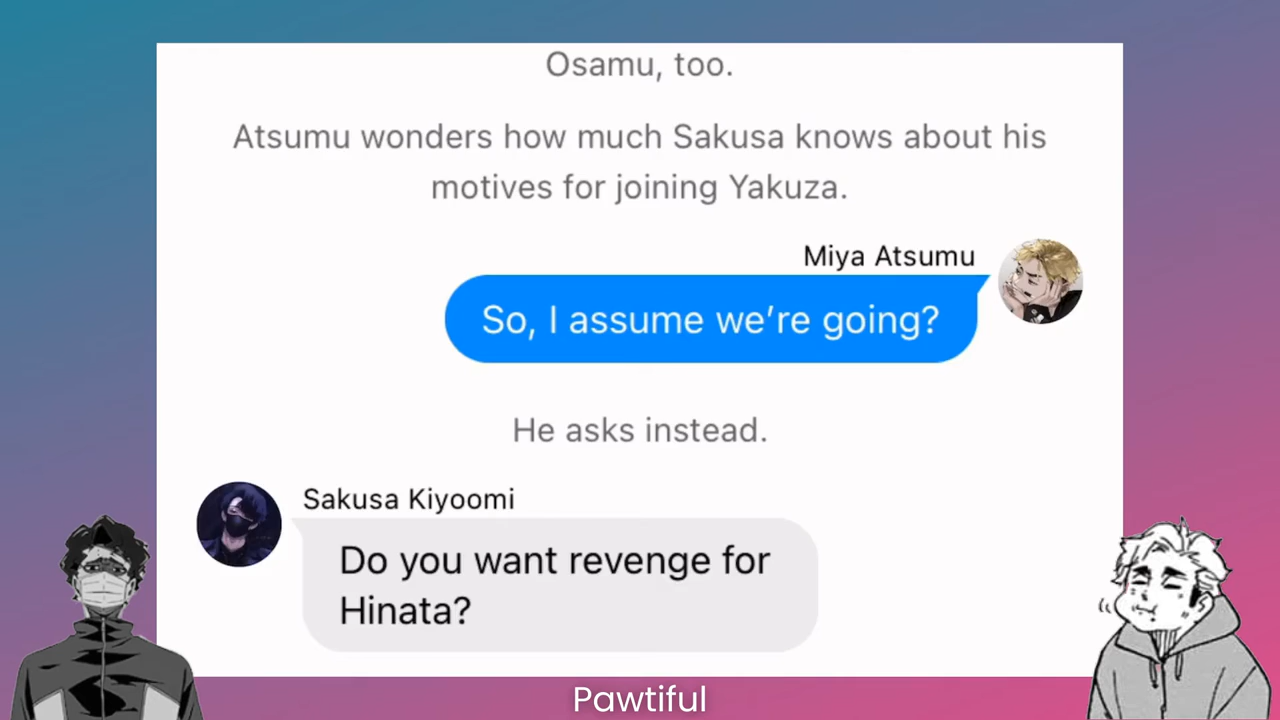 Osamu, too.
Atsumu wonders how much Sakusa knows about his
motives for joining Yakuza.
Miya Atsumu
So, I assume we’re going?
He asks instead.
Sakusa Kiyoomi
Do you want revenge for
Hinata?
Pawtiful